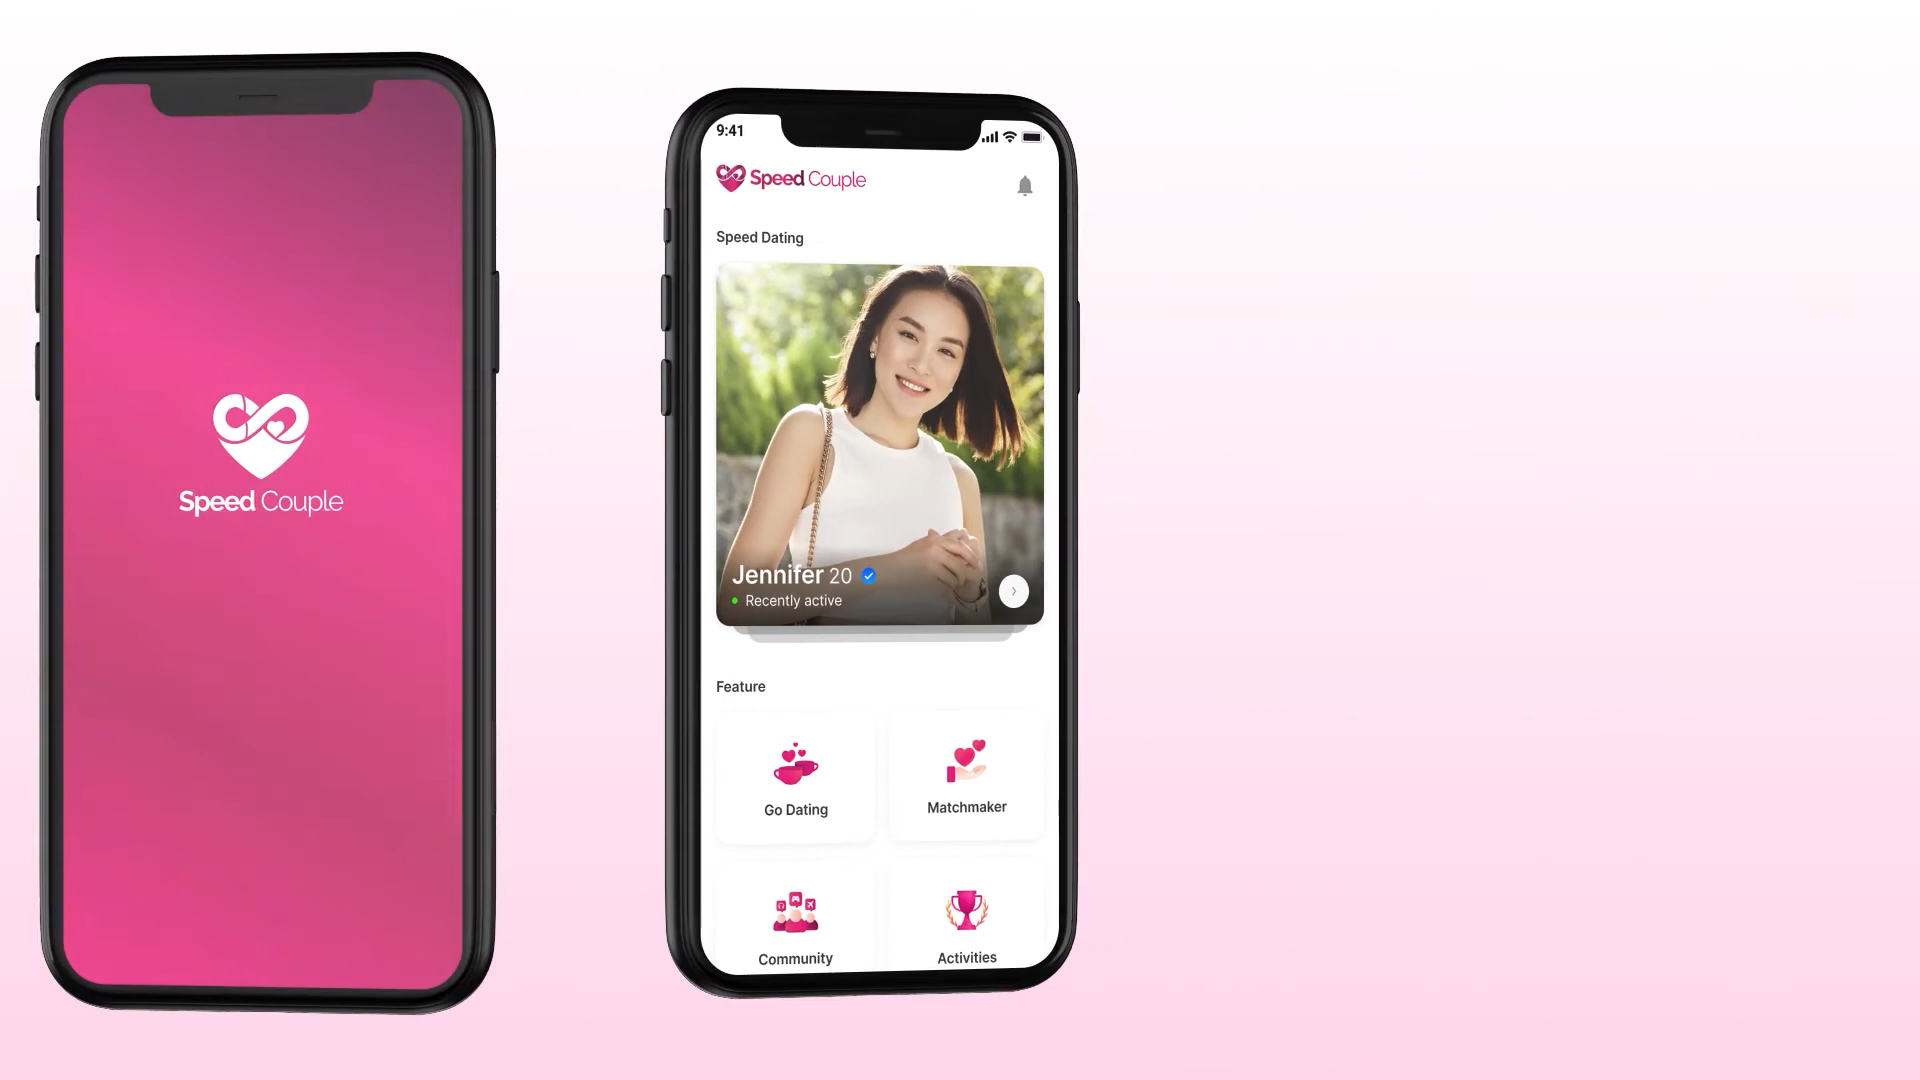 Speed Couple
9:41
Speed Couple
Speed Dating
Jennifer 20
Recently active
Feature
Go Dating
Matchmaker
Community
Activities